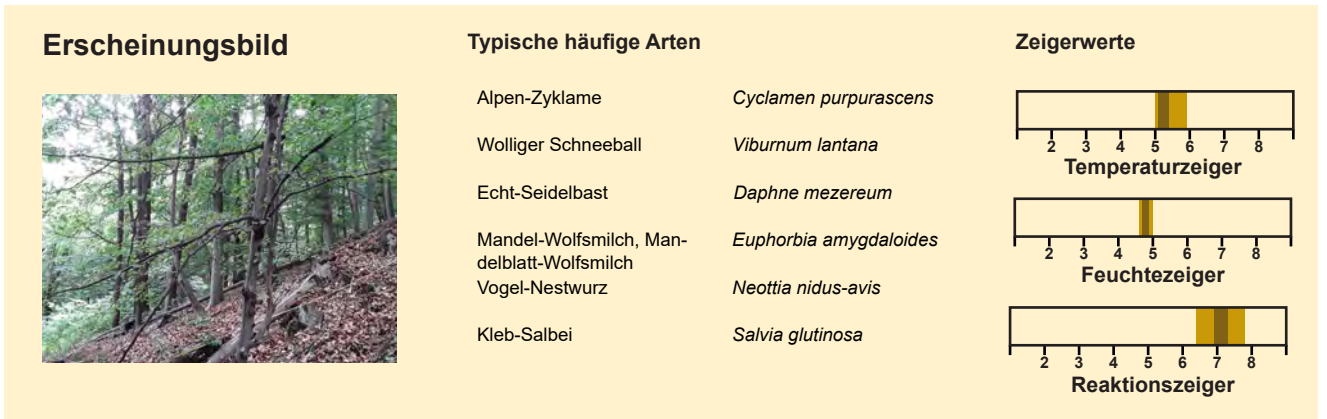 Erscheinungsbild
Typische häufige Arten
Alpen-Zyklame Cyclamen purpurascens
Wolliger Schneeball Viburnum lantana
Echt-Seidelbast Daphne mezereum
Mandel-Wolfsmilch, Man- Euphorbia amygdaloides
delblatt-Wolfsmilch
Vogel-Nestwurz Neottia nidus-avis
Kleb-Salbei Salvia glutinosa
Zeigerwerte
2 3 4 5 6 7 8
Temperaturzeiger
2 3 4 5 6 7 8
Feuchtezeiger
2 3 4 5 6 7 8
Reaktionszeiger